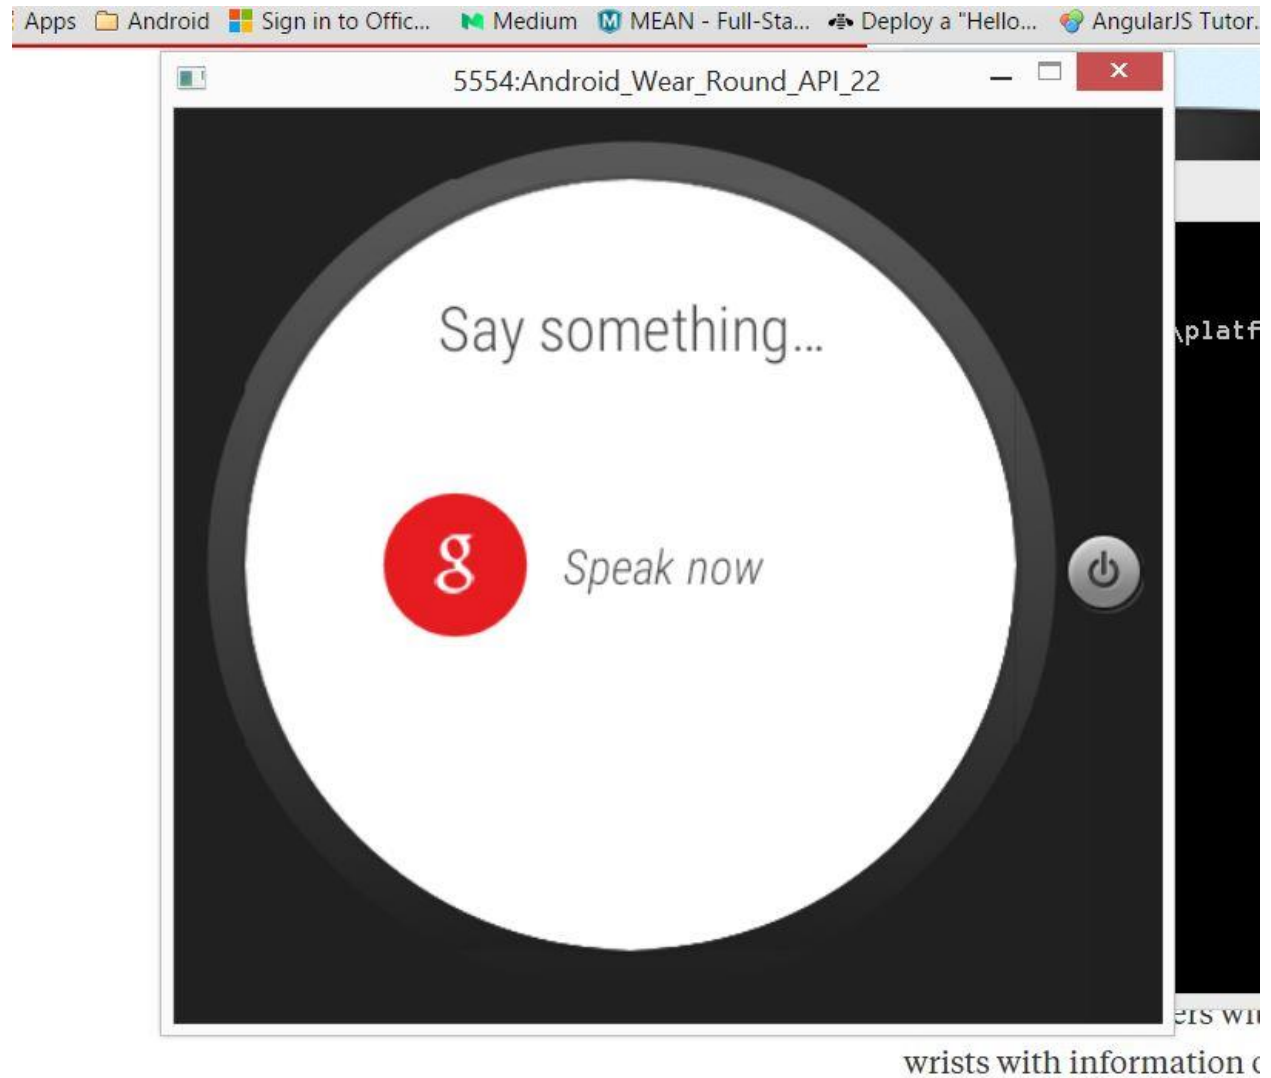 Apps Android Sign in to Offic... Medium MEAN - Full-Sta... Deploy a "Hello... AngularJS Tutor.
5554:Android_Wear_Round_API_22
Say something...
g Speak now
\platf
wrists with information